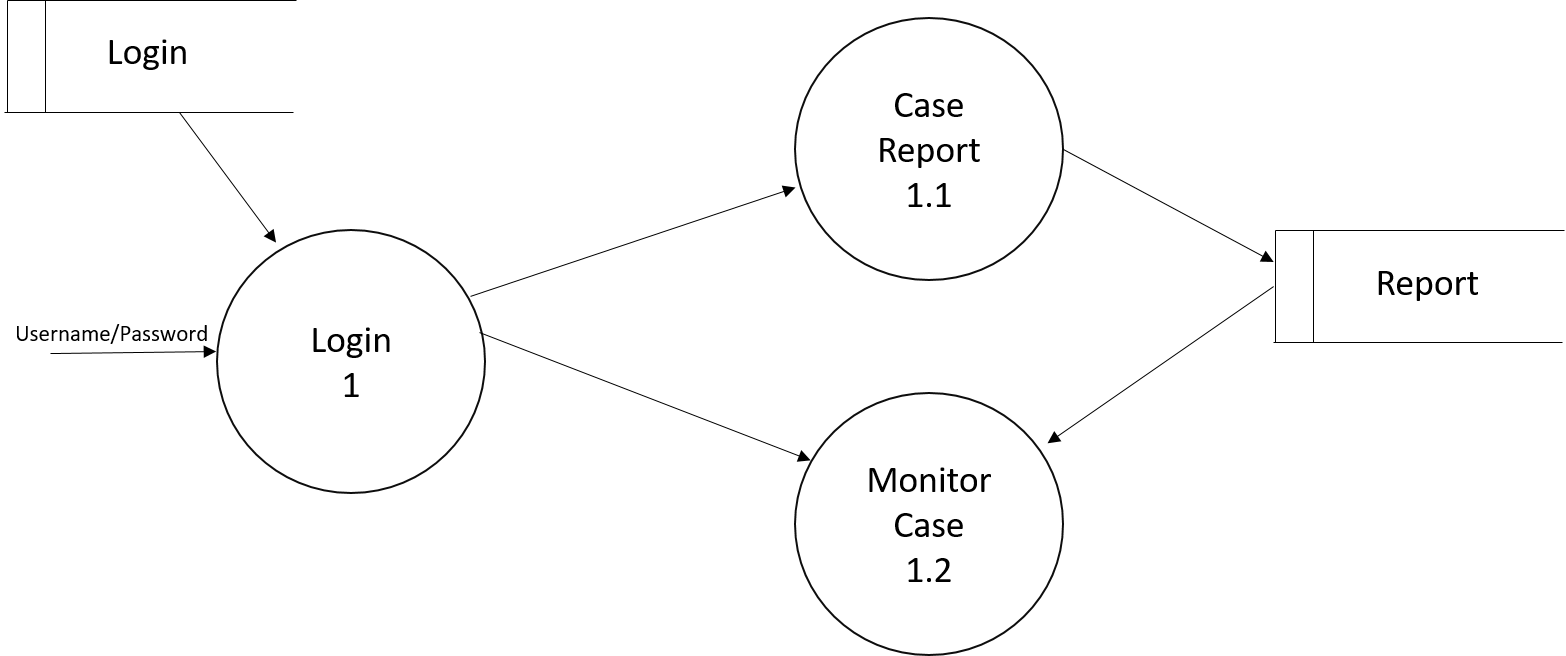 Login
Case
Report
1.1
Report
Username/Password
Login
1
Monitor
Case
1.2